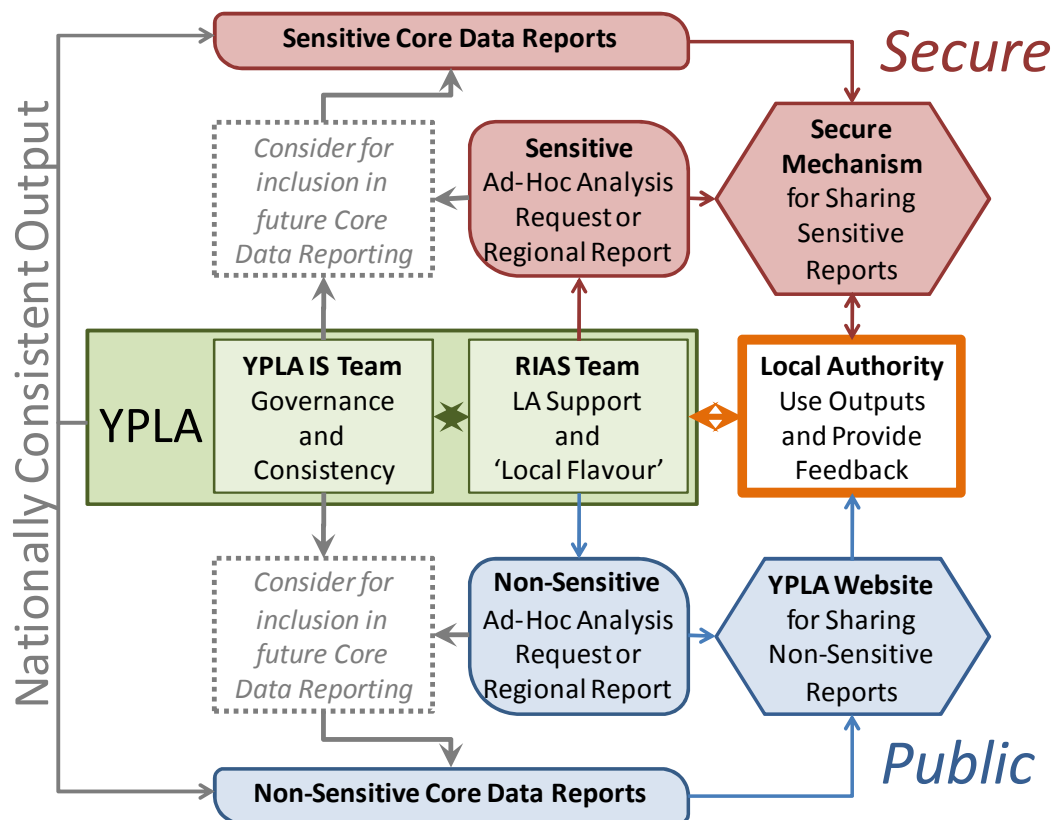 Sensitive Core Data Reports
Secure
Nationally Consistent Output
Consider for
inclusion in
future Core
Data Reporting
Sensitive
Ad-Hoc Analysis
Request or
Regional Report
Secure
Mechanism
for Sharing
Sensitive
Reports
YPLA
YPLA IS Team
Governance
and
Consistency
RIAS Team
LA Support
and
‘Local Flavour’
Local Authority
Use Outputs
and Provide
Feedback
Consider for
inclusion in
future Core
Data Reporting
Non-Sensitive
Ad-Hoc Analysis
Request or
Regional Report
YPLA Website
for Sharing
Non-Sensitive
Reports
Public
Non-Sensitive Core Data Reports